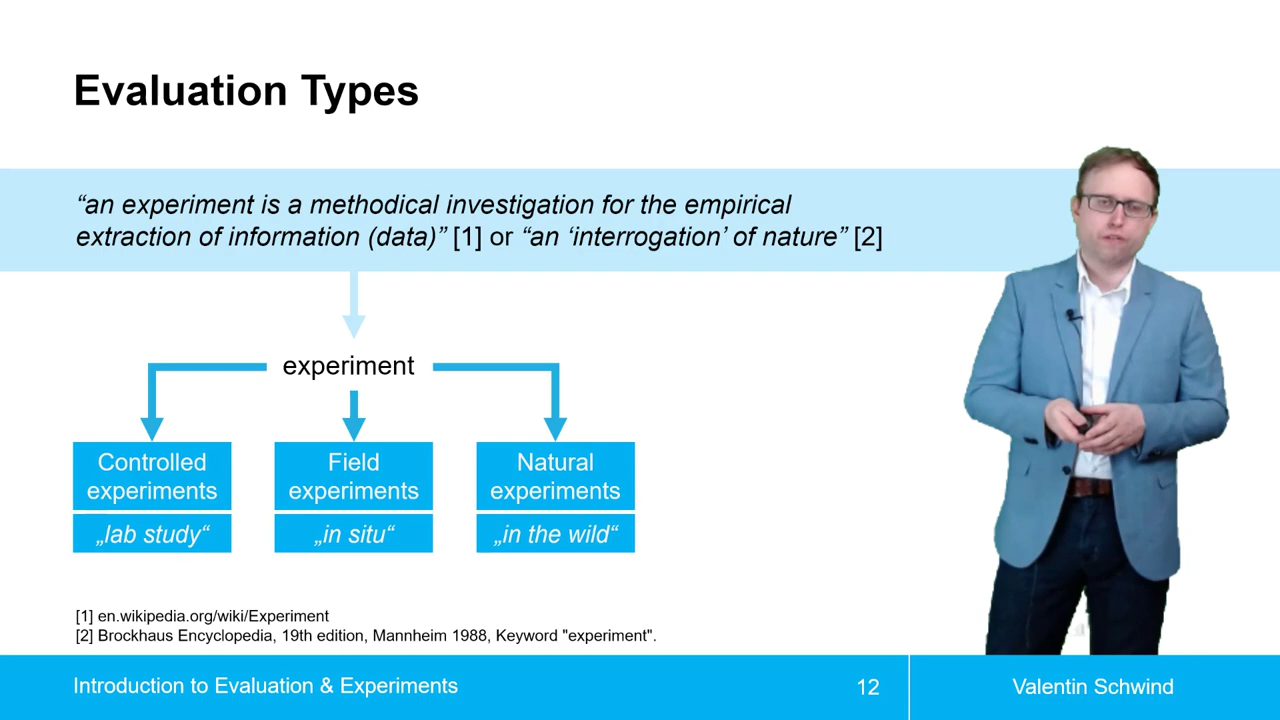 Evaluation Types
“an experiment is a methodical investigation for the empirical
extraction of information (data)” [1] or “an ‘interrogation’ of nature” [2]
experiment
Controlled
experiments
„lab study“
Field
experiments
„in situ“
Natural
experiments
„in the wild“
[1] en.wikipedia.org/wiki/Experiment
[2] Brockhaus Encyclopedia, 19th edition, Mannheim 1988, Keyword "experiment".
Introduction to Evaluation & Experiments
12
Valentin Schwind